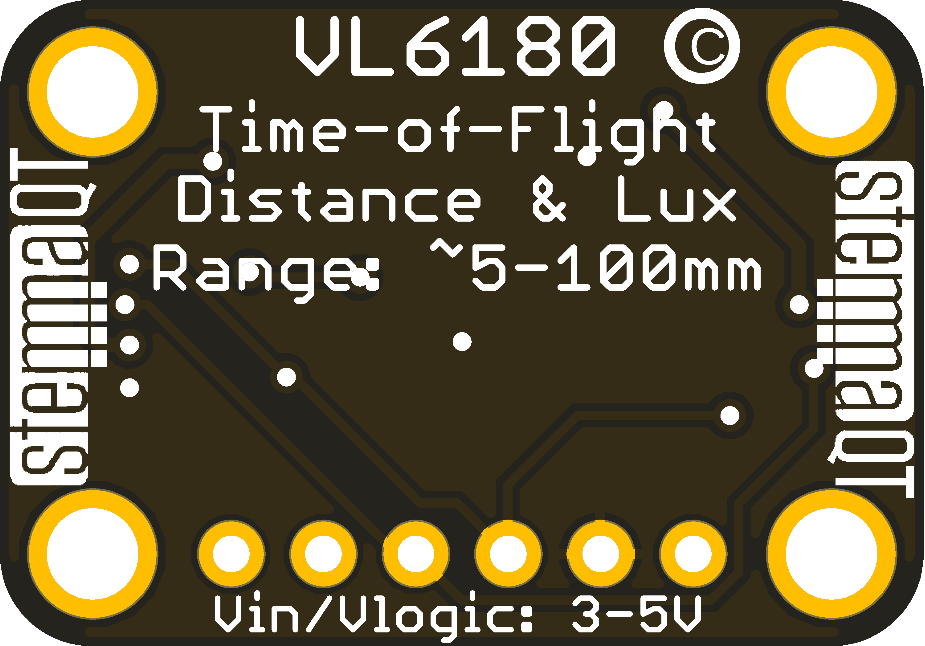 VL6180 ©
Time-of-Flight
Distance & Lux
Range: ~5-100mm
stemmaQT
stemmaQT
Vin/Vlogic: 3-5V